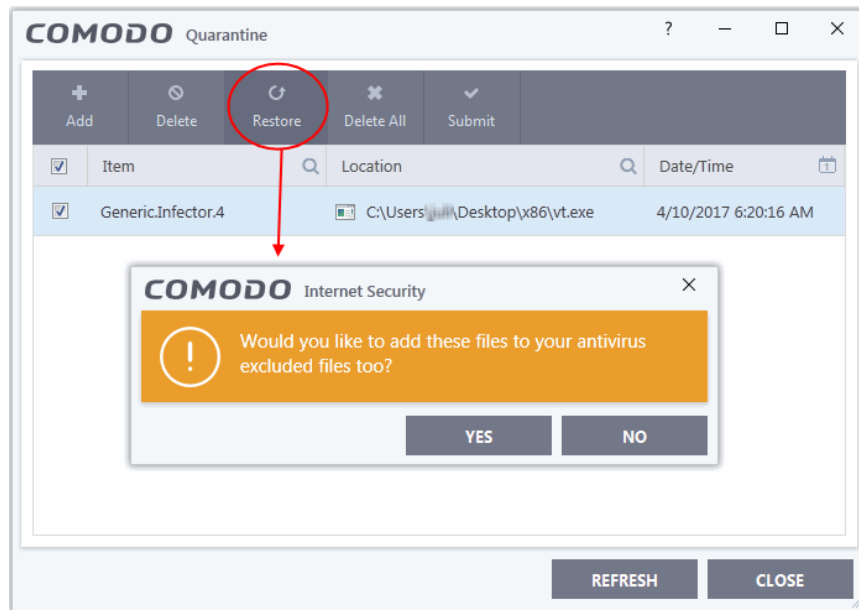 COMODO Quarantine
?
Add Delete Restore Delete All Submit
Item Location Date/Time
1
Generic.Infector.4 C:\Users\ \Desktop\x86\vt.exe 4/10/2017 6:20:16 AM
COMODO Internet Security
!
Would you like to add these files to your antivirus
excluded files too?
YES NO
REFRESH CLOSE